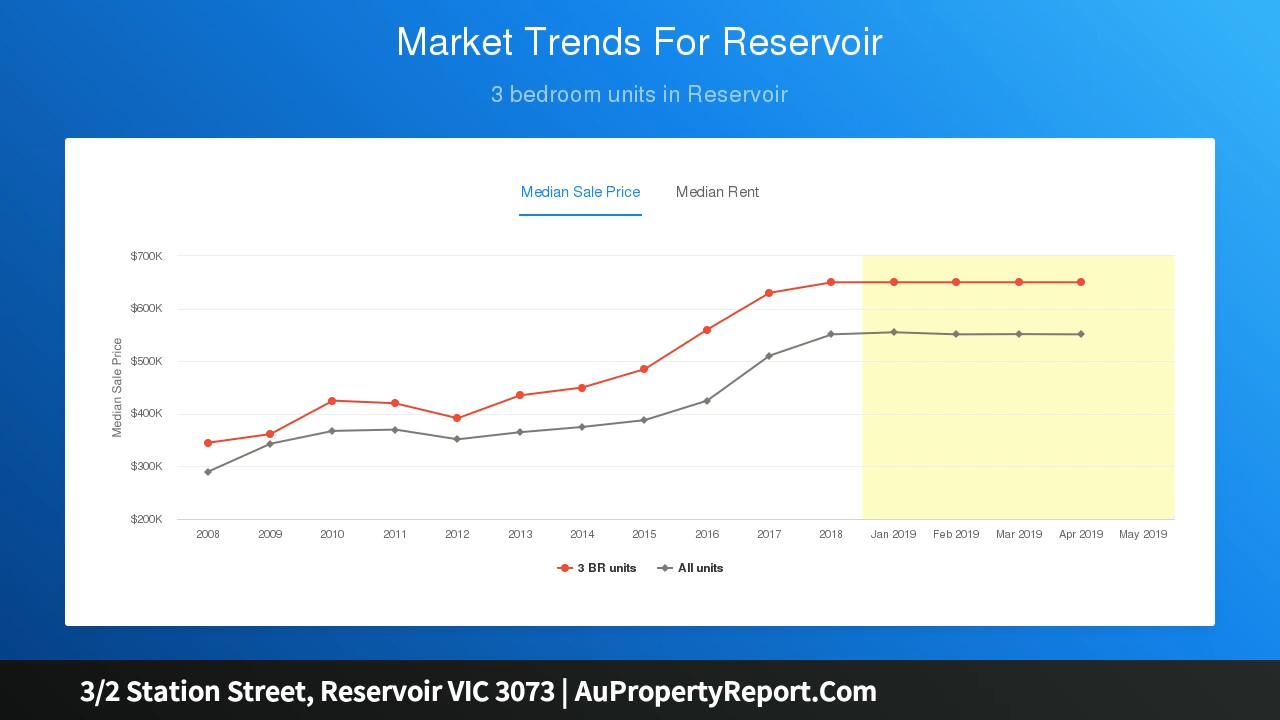 Market Trends For Reservoir
3 bedroom units in Reservoir
Median Sale Price Median Rent
$700K
$600K
$500K
$400K
$300K
$200K
Median Sale Price
2008 2009 2010 2011 2012 2013 2014 2015 2016 2017 2018 Jan 2019 Feb 2019 Mar 2019 Apr 2019 May 2019
3 BR units All units
3/2 Station Street, Reservoir VIC 3073 | AuPropertyReport.Com